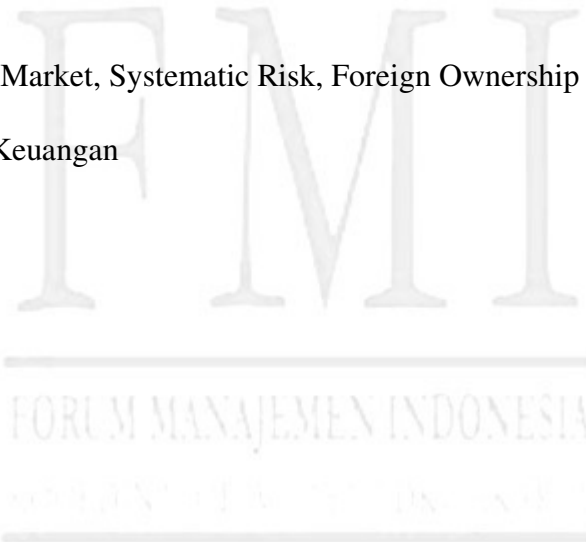 Market, Systematic Risk, Foreign Ownership
Keuangan
FMI
FORUM MANAJEMEN INDONESIA